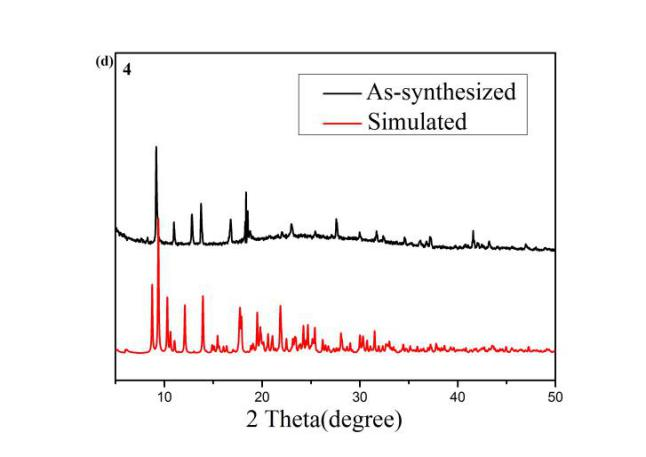 (d)
4
As-synthesized
Simulated
10 20 30 40 50
2 Theta(degree)